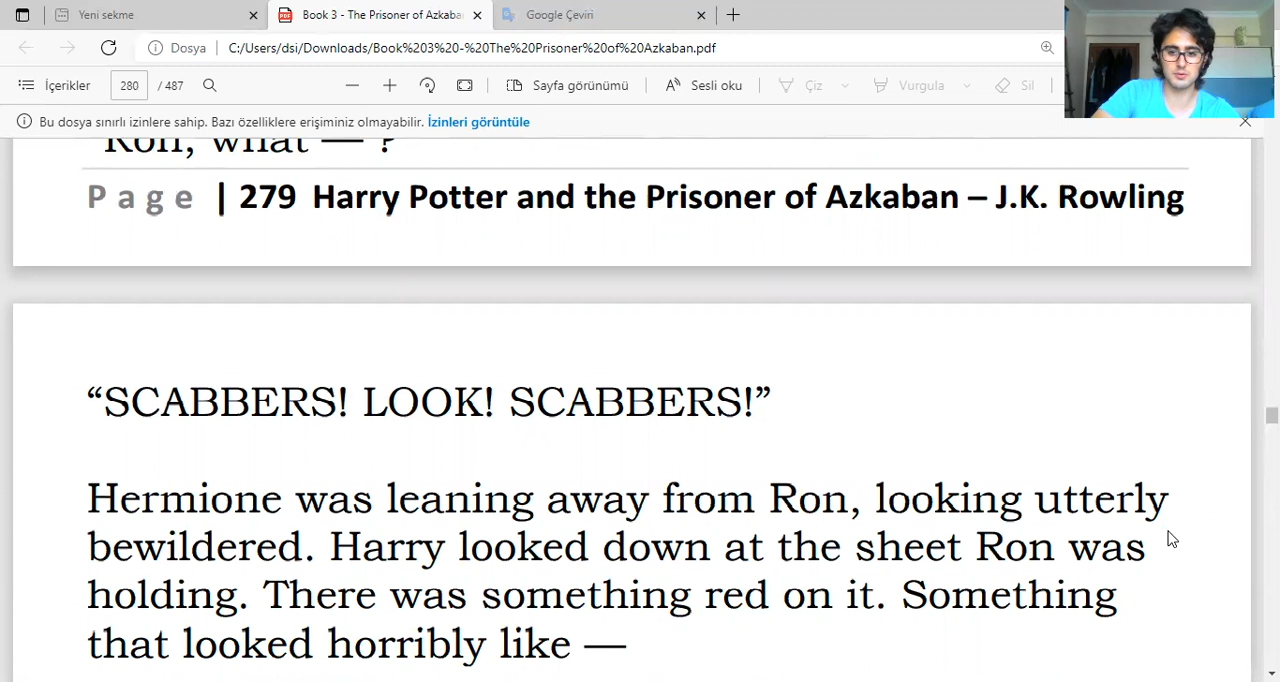 Yeni sekme
Book 3 - The Prisoner of Azkaba
Google Çeviri
Dosya
C:/Users/dsi/Downloads/Book%203%20-%20The%20Prisoner%20of%20Azkaban.pdf
İçerikler
280 / 487
Sayfa görünümü
Sesli oku
Çiz
Vurgula
Sil
Bu dosya sınırlı izinlere sahip. Bazı özelliklere erişiminiz olmayabilir. İzinleri görüntüle
"Ron, what — ?
Page | 279 Harry Potter and the Prisoner of Azkaban – J.K. Rowling
“SCABBERS! LOOK! SCABBERS!”
Hermione was leaning away from Ron, looking utterly
bewildered. Harry looked down at the sheet Ron was
holding. There was something red on it. Something
that looked horribly like —